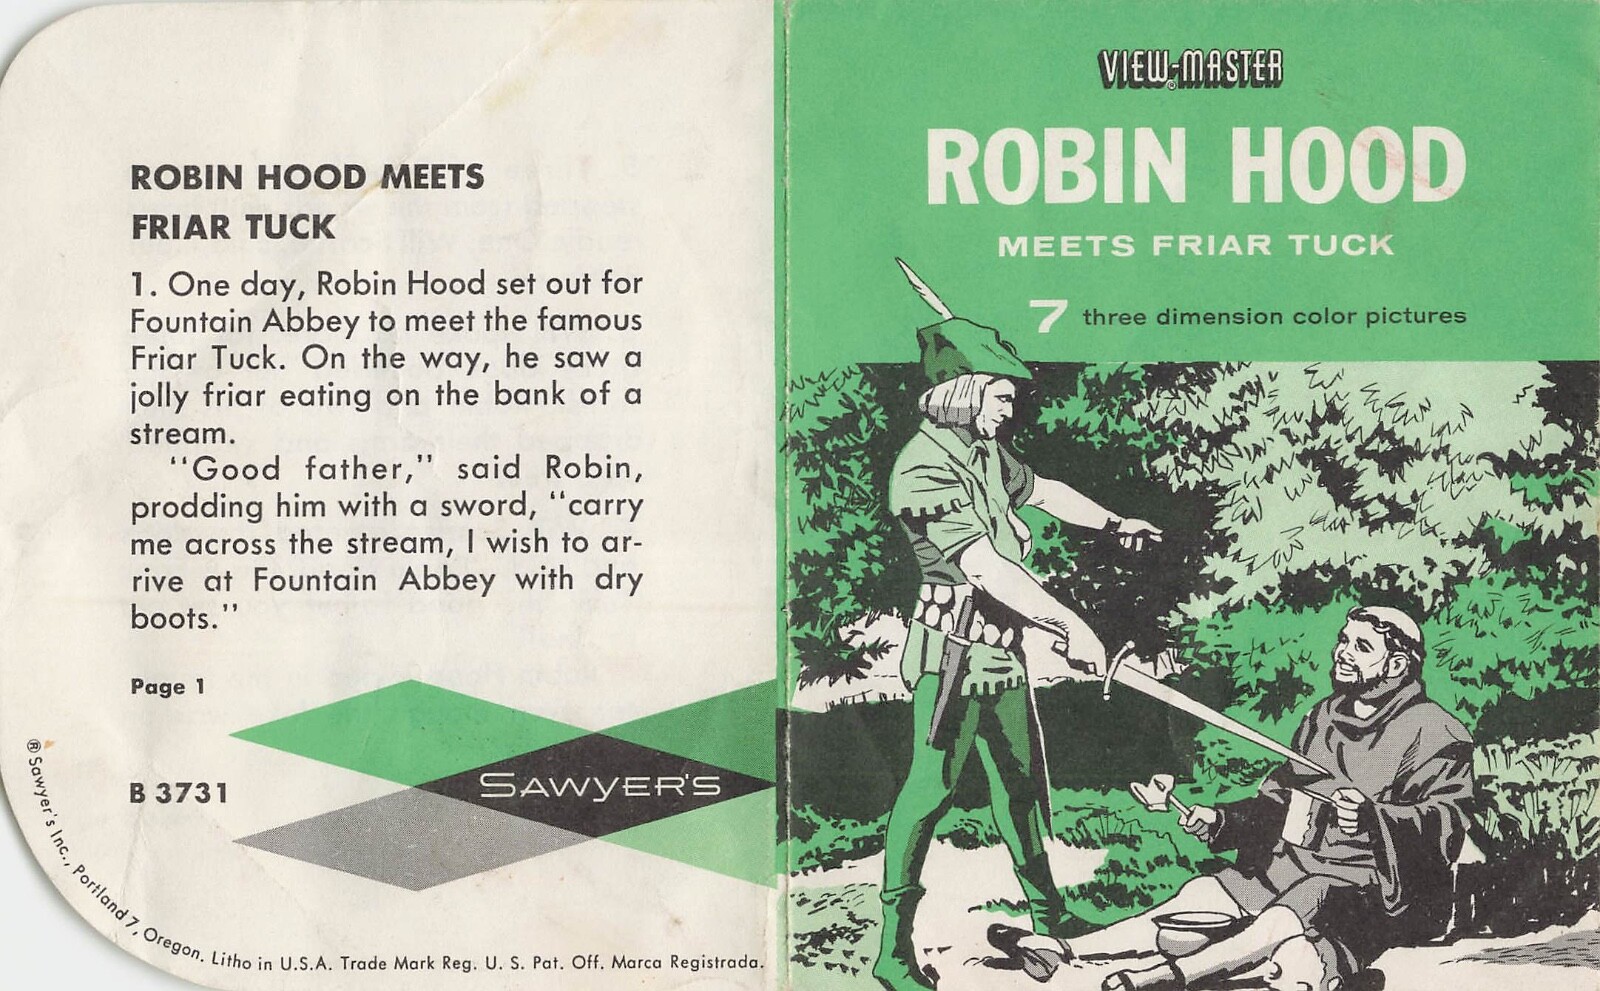 ROBIN HOOD MEETS
FRIAR TUCK
1. One day, Robin Hood set out for
Fountain Abbey to meet the famous
Friar Tuck. On the way, he saw a
jolly friar eating on the bank of a
stream.
"Good father," said Robin,
prodding him with a sword, "carry
me across the stream, I wish to ar-
rive at Fountain Abbey with dry
boots."
Page 1
B 3731
SAWYER'S
® Sawyer's Inc., Portland 7, Oregon. Litho in U.S.A. Trade Mark Reg. U. S. Pat. Off. Marca Registrada.
VIEW-MASTER®
ROBIN HOOD
MEETS FRIAR TUCK
7 three dimension color pictures